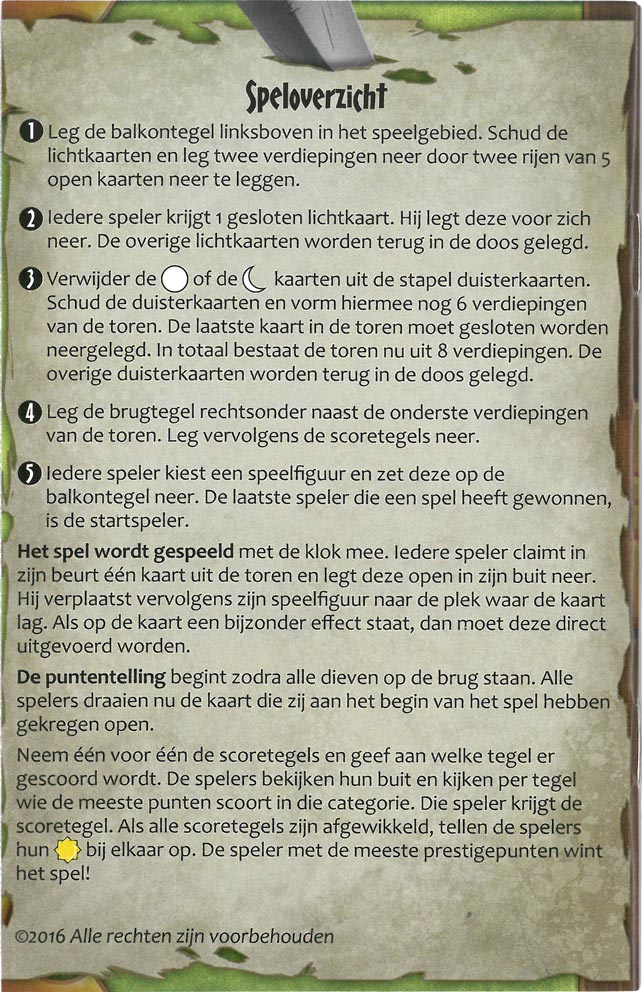 Speloverzicht
1 Leg de balkontegel linksboven in het speelgebied. Schud de
lichtkaarten en leg twee verdiepingen neer door twee rijen van 5
open kaarten neer te leggen.
2 Iedere speler krijgt 1 gesloten lichtkaart. Hij legt deze voor zich
neer. De overige lichtkaarten worden terug in de doos gelegd.
3 Verwijder de of de kaarten uit de stapel duisterkaarten.
Schud de duisterkaarten en vorm hiermee nog 6 verdiepingen
van de toren. De laatste kaart in de toren moet gesloten worden
neergelegd. In totaal bestaat de toren nu uit 8 verdiepingen. De
overige duisterkaarten worden terug in de doos gelegd.
4 Leg de brugtegel rechtsonder naast de onderste verdiepingen
van de toren. Leg vervolgens de scoretegels neer.
5 Iedere speler kiest een speelfiguur en zet deze op de
balkontegel neer. De laatste speler die een spel heeft gewonnen,
is de startspeler.
Het spel wordt gespeeld met de klok mee. Iedere speler claimt in
zijn beurt één kaart uit de toren en legt deze open in zijn buit neer.
Hij verplaatst vervolgens zijn speelfiguur naar de plek waar de kaart
lag. Als op de kaart een bijzonder effect staat, dan moet deze direct
uitgevoerd worden.
De puntentelling begint zodra alle dieven op de brug staan. Alle
spelers draaien nu de kaart die zij aan het begin van het spel hebben
gekregen open.
Neem één voor één de scoretegels en geef aan welke tegel er
gescoord wordt. De spelers bekijken hun buit en kijken per tegel
wie de meeste punten scoort in die categorie. Die speler krijgt de
scoretegel. Als alle scoretegels zijn afgewikkeld, tellen de spelers
hun bij elkaar op. De speler met de meeste prestigepunten wint
het spel!
©2016 Alle rechten zijn voorbehouden